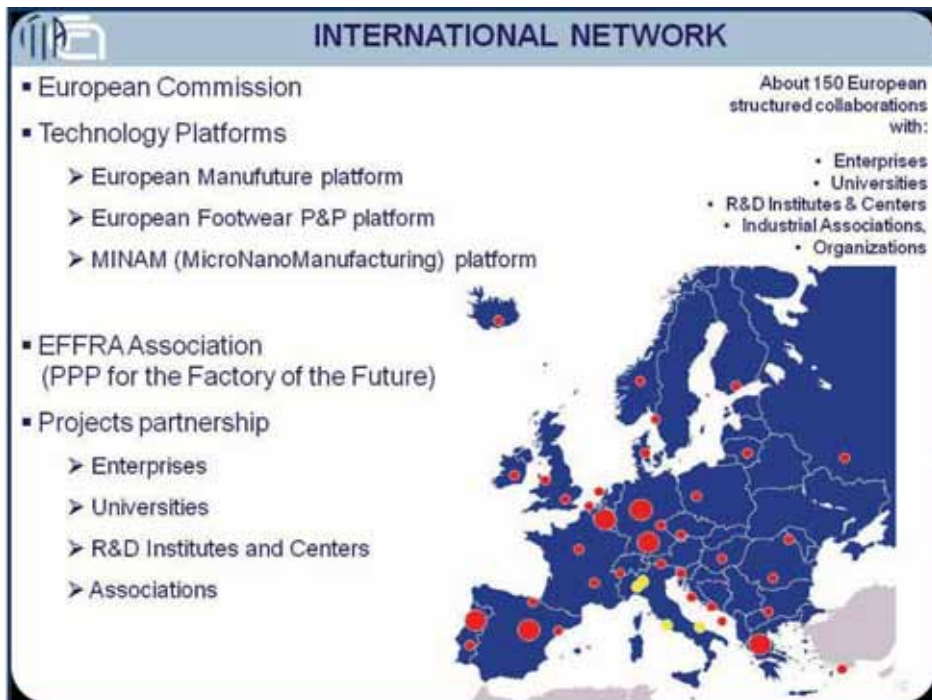 ITIA
INTERNATIONAL NETWORK
▪ European Commission
▪ Technology Platforms
➢ European Manufuture platform
➢ European Footwear P&P platform
➢ MINAM (MicroNanoManufacturing) platform
▪ EFFRA Association
(PPP for the Factory of the Future)
▪ Projects partnership
➢ Enterprises
➢ Universities
➢ R&D Institutes and Centers
➢ Associations
About 150 European
structured collaborations
with:
• Enterprises
• Universities
• R&D Institutes & Centers
• Industrial Associations,
• Organizations